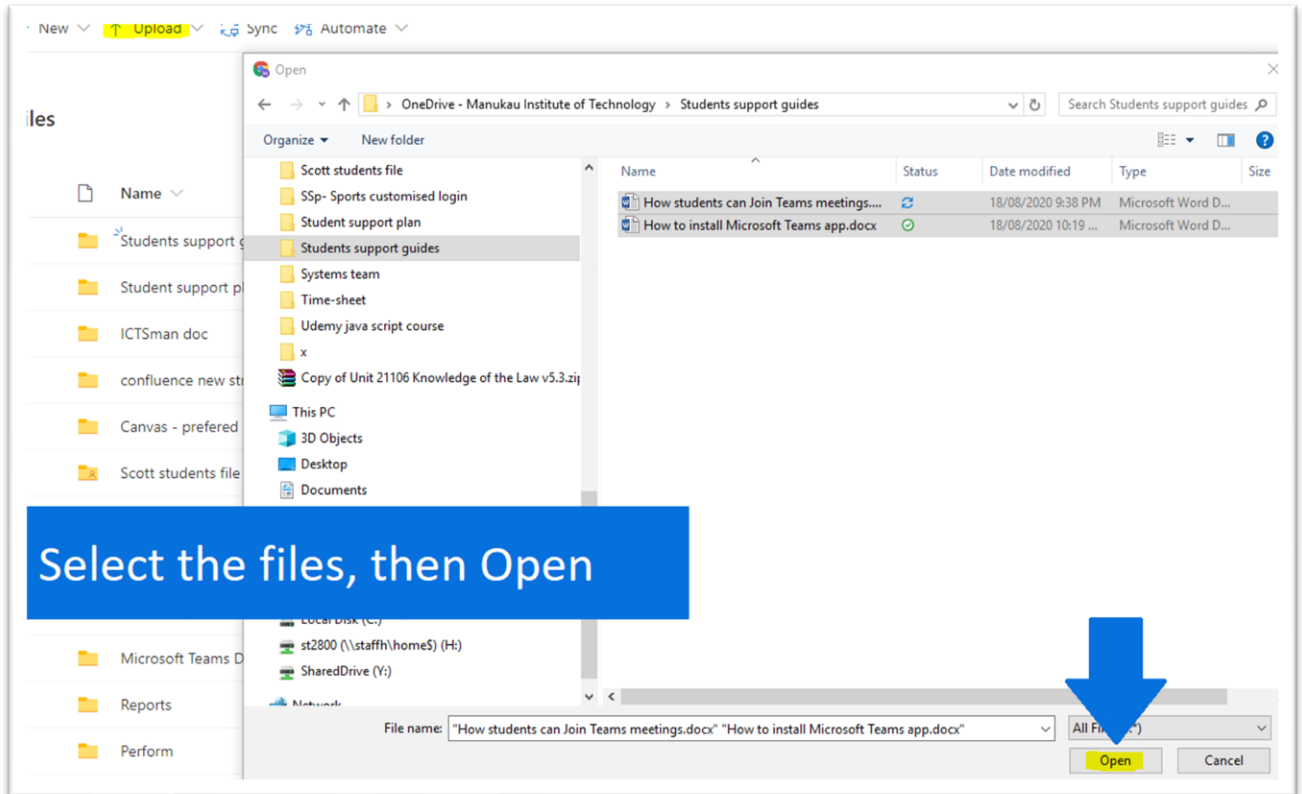 New Upload Sync Automate
Open
OneDrive - Manukau Institute of Technology > Students support guides
Search Students support guides
iles
Organize New folder
Name
Students support g
Student support pl
ICTSman doc
confluence new str
Canvas - prefered
Scott students file
Microsoft Teams D
Reports
Perform
Scott students file
SSp- Sports customised login
Student support plan
Students support guides
Systems team
Time-sheet
Udemy java script course
x
Copy of Unit 21106 Knowledge of the Law v5.3.zip
This PC
3D Objects
Desktop
Documents
Local Disk (C:)
st2800 (\\staffh\home$) (H:)
SharedDrive (Y:)
Network
Name Status Date modified Type Size
How students can Join Teams meetings.... 18/08/2020 9:38 PM Microsoft Word D...
How to install Microsoft Teams app.docx 18/08/2020 10:19 ... Microsoft Word D...
Select the files, then Open
File name: "How students can Join Teams meetings.docx" "How to install Microsoft Teams app.docx"
All Fi
Open Cancel